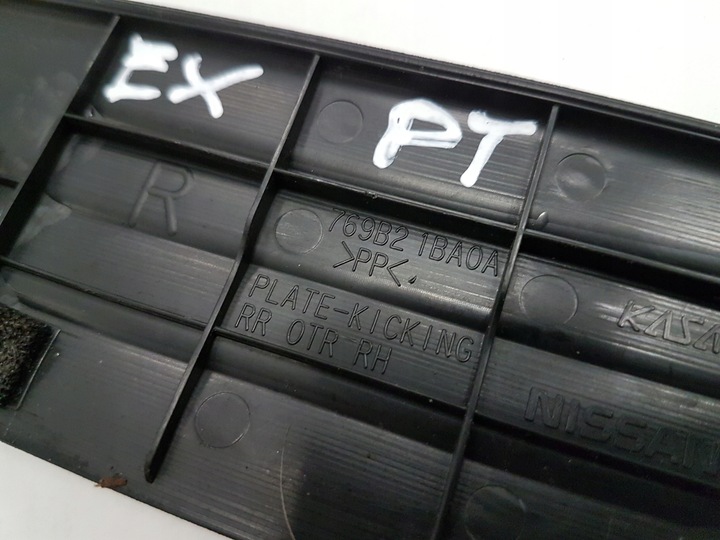 EX
PT
R
769B2 1BA0A
>PP<
PLATE-KICKING
RR OTR RH
NISSAN